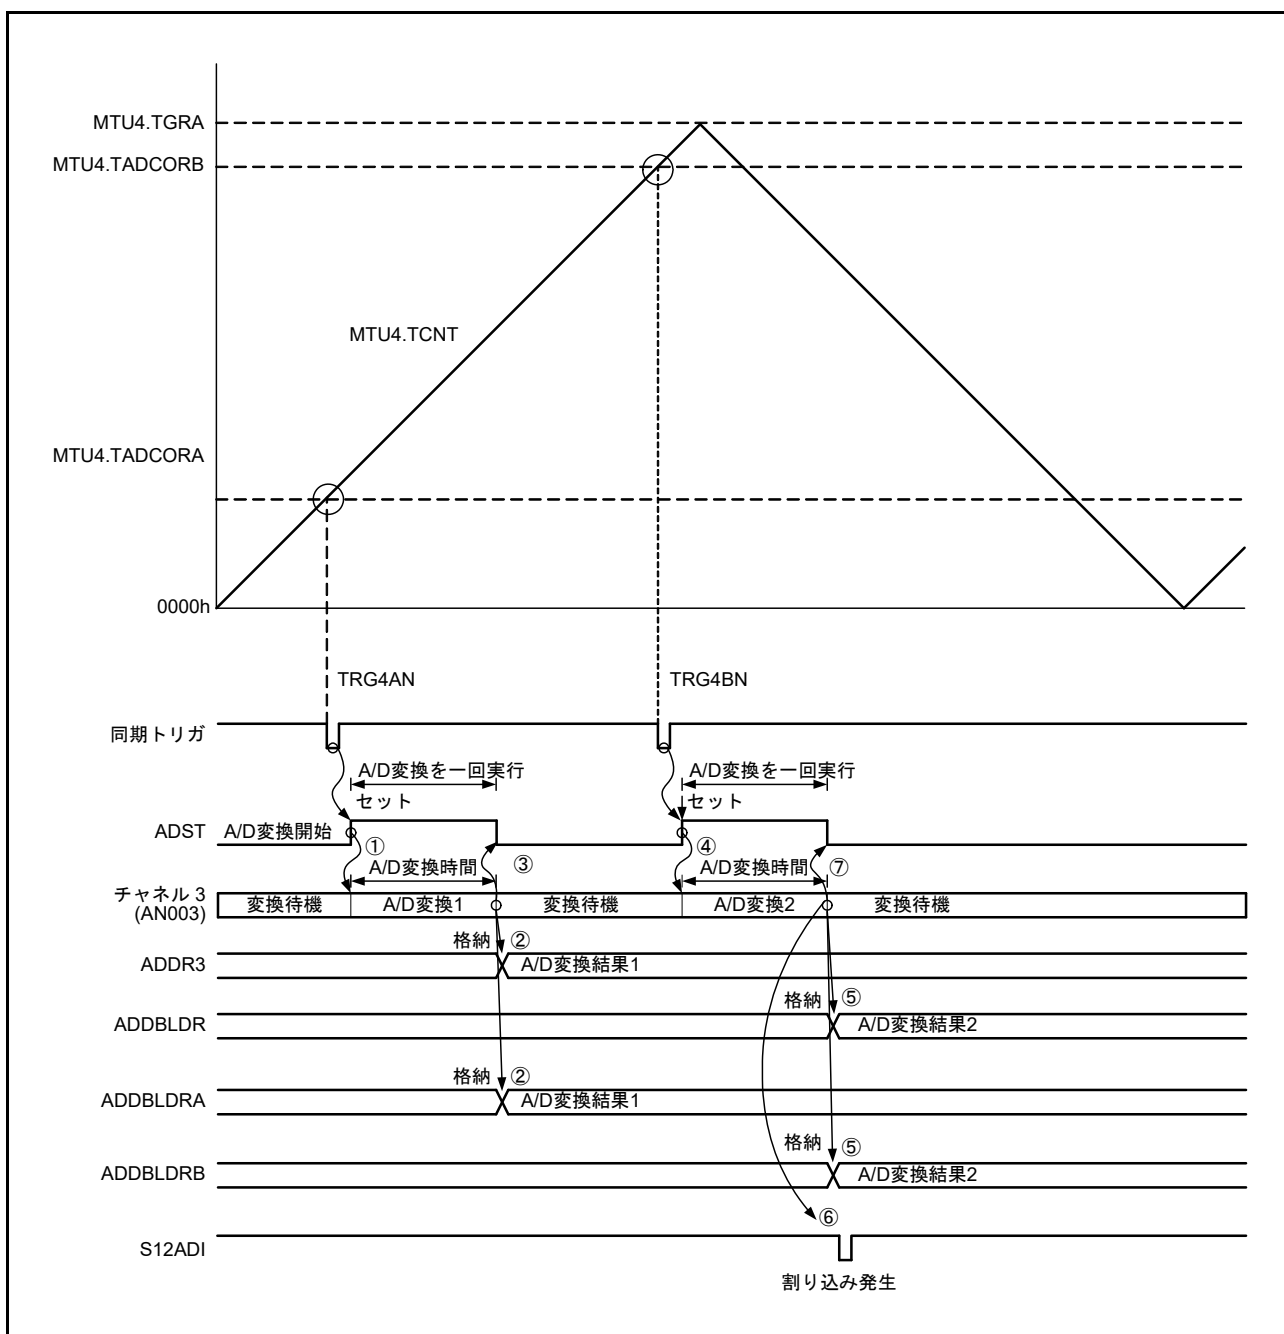 MTU4.TGRA
MTU4.TADCORB
MTU4.TCNT
MTU4.TADCORA
0000h
TRG4AN
TRG4BN
同期トリガ
A/D変換を一回実行
A/D変換を一回実行
セット
セット
ADST
A/D変換開始
①
④
A/D変換時間
③
A/D変換時間
⑦
チャネル 3
(AN003)
変換待機
A/D変換1
変換待機
A/D変換2
変換待機
格納
②
ADDR3
A/D変換結果1
格納
⑤
ADDBLDR
A/D変換結果2
格納
②
ADDBLDRA
A/D変換結果1
格納
⑤
ADDBLDRB
A/D変換結果2
⑥
S12ADI
割り込み発生